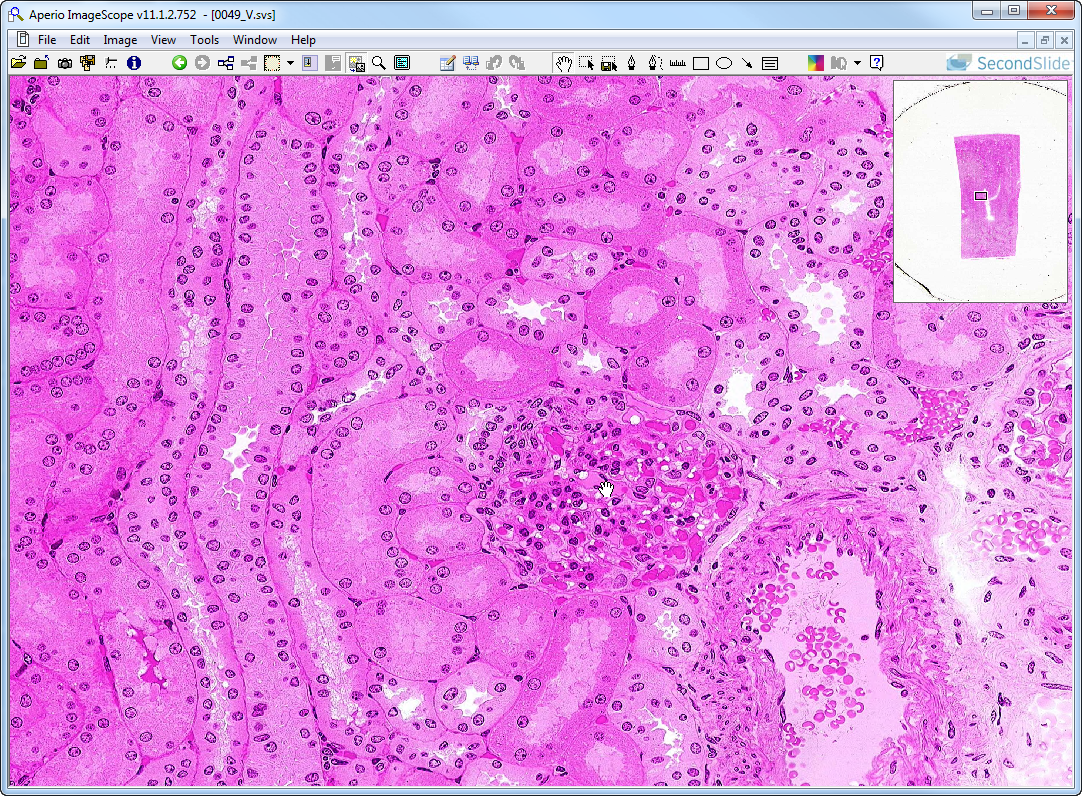 Aperio ImageScope v11.1.2.752 - [0049_V.svs]
File Edit Image View Tools Window Help
SecondSlide